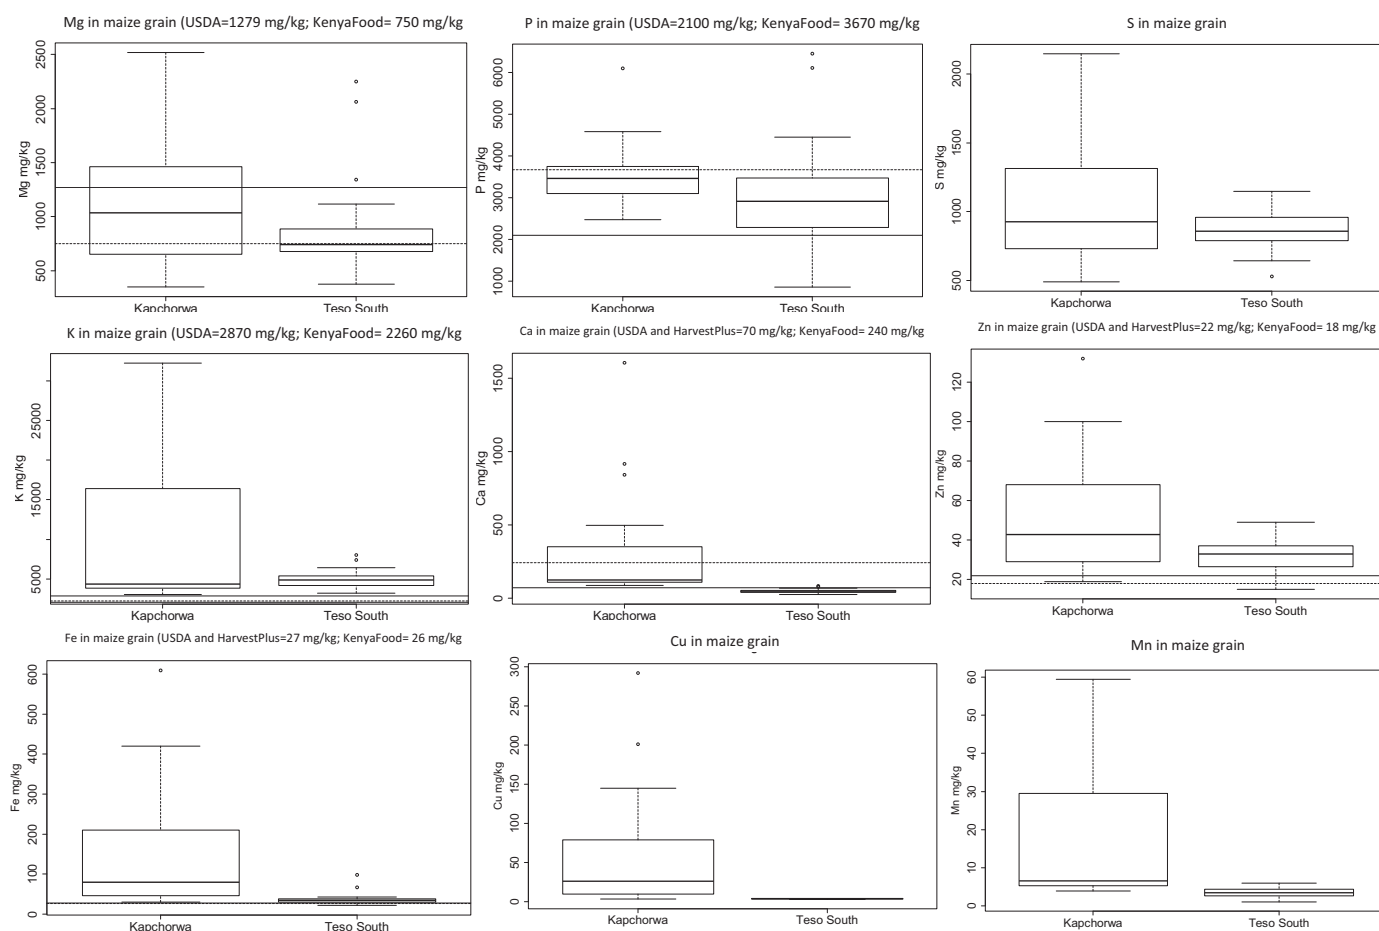 Mg in maize grain (USDA=1279 mg/kg; KenyaFood= 750 mg/kg
Mg mg/kg
2500
2000
1500
1000
500
Kapchorwa
Teso South
P in maize grain (USDA=2100 mg/kg; KenyaFood= 3670 mg/kg
P mg/kg
6000
5000
4000
3000
2000
1000
Kapchorwa
Teso South
S in maize grain
S mg/kg
2000
1500
1000
500
Kapchorwa
Teso South
K in maize grain (USDA=2870 mg/kg; KenyaFood= 2260 mg/kg
K mg/kg
25000
15000
5000
Kapchorwa
Teso South
Ca in maize grain (USDA and HarvestPlus=70 mg/kg; KenyaFood= 240 mg/kg
Ca mg/kg
1500
1000
500
0
Kapchorwa
Teso South
Zn in maize grain (USDA and HarvestPlus=22 mg/kg; KenyaFood= 18 mg/kg
Zn mg/kg
120
100
80
60
40
20
Kapchorwa
Teso South
Fe in maize grain (USDA and HarvestPlus=27 mg/kg; KenyaFood= 26 mg/kg
Fe mg/kg
600
500
400
300
200
100
0
Kapchorwa
Teso South
Cu in maize grain
Cu mg/kg
300
250
200
150
100
50
0
Kapchorwa
Teso South
Mn in maize grain
Mn mg/kg
60
50
40
30
20
10
0
Kapchorwa
Teso South